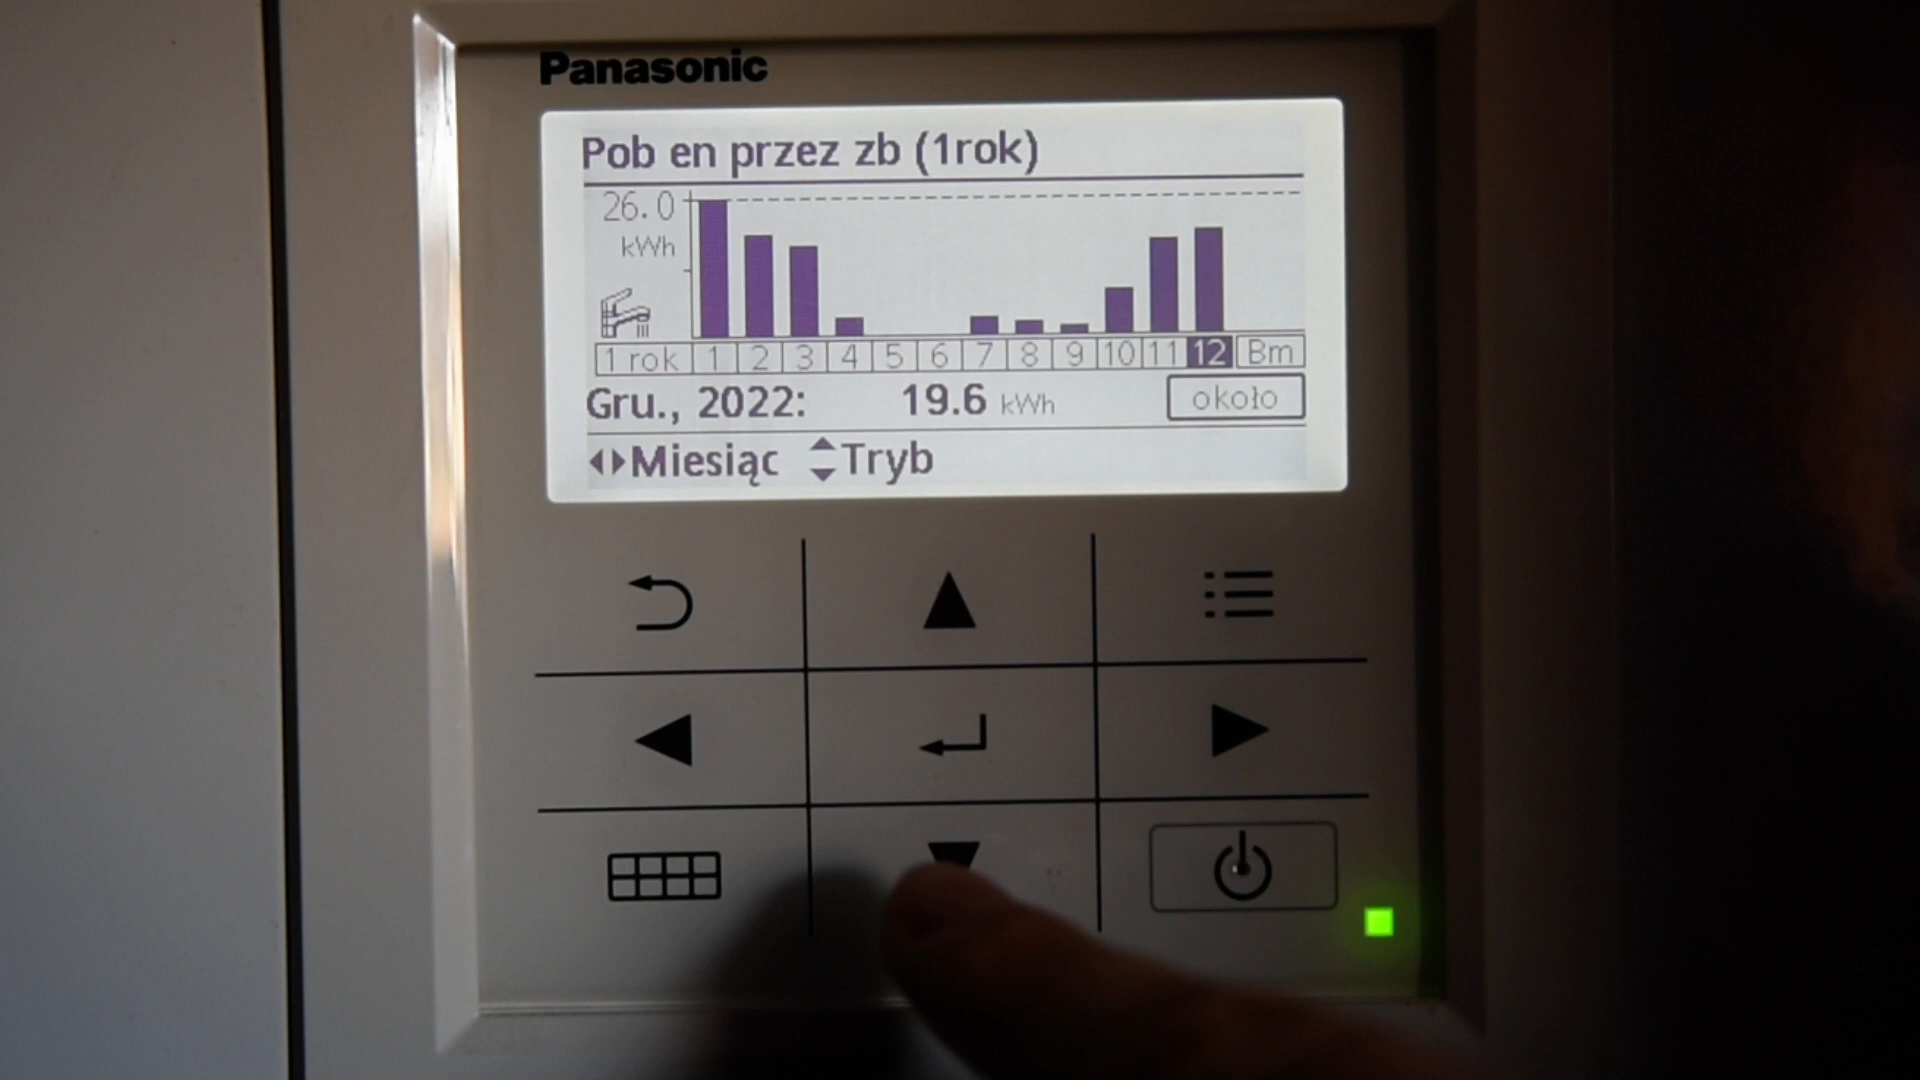 Panasonic
Pob en przez zb (1rok)
26.0
kWh
1 rok 1 2 3 4 5 6 7 8 9 10 11 12 Bm
Gru., 2022: 19.6 kWh około
Miesiąc Tryb